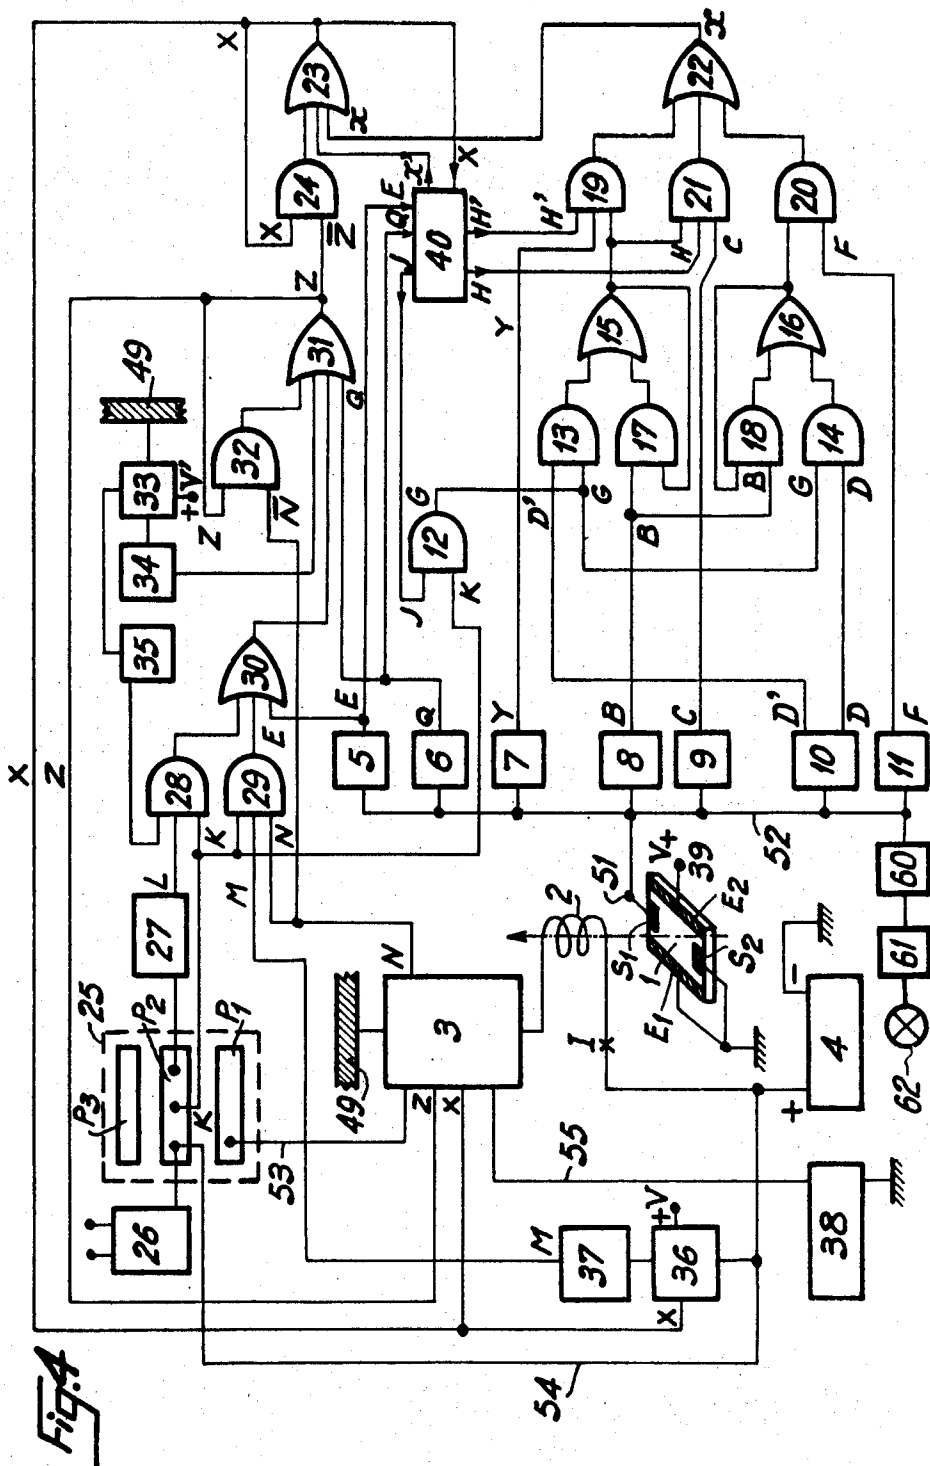 Fig.4
X
Z
54
26
25
P3
P2
P1
K
53
27
L
28
K
M
29
E
N
30
35
34
33
49
+V'
Z
32
N̅
31
Q
Z
X
24
Z̅
X
23
x
x'
E
Q
J
40
X
H'
H
49
3
N
Z
X
55
M
37
36
X
+V
38
4
+
-
I
2
51
S1
1
E1
E2
S2
V+
39
52
60
61
62
5
E
6
Q
7
Y
8
B
9
C
10
D'
D
11
F
12
J
K
G
Y
13
D'
G
17
B
15
18
B
14
G
D
16
19
H'
21
H
C
20
F
22
x